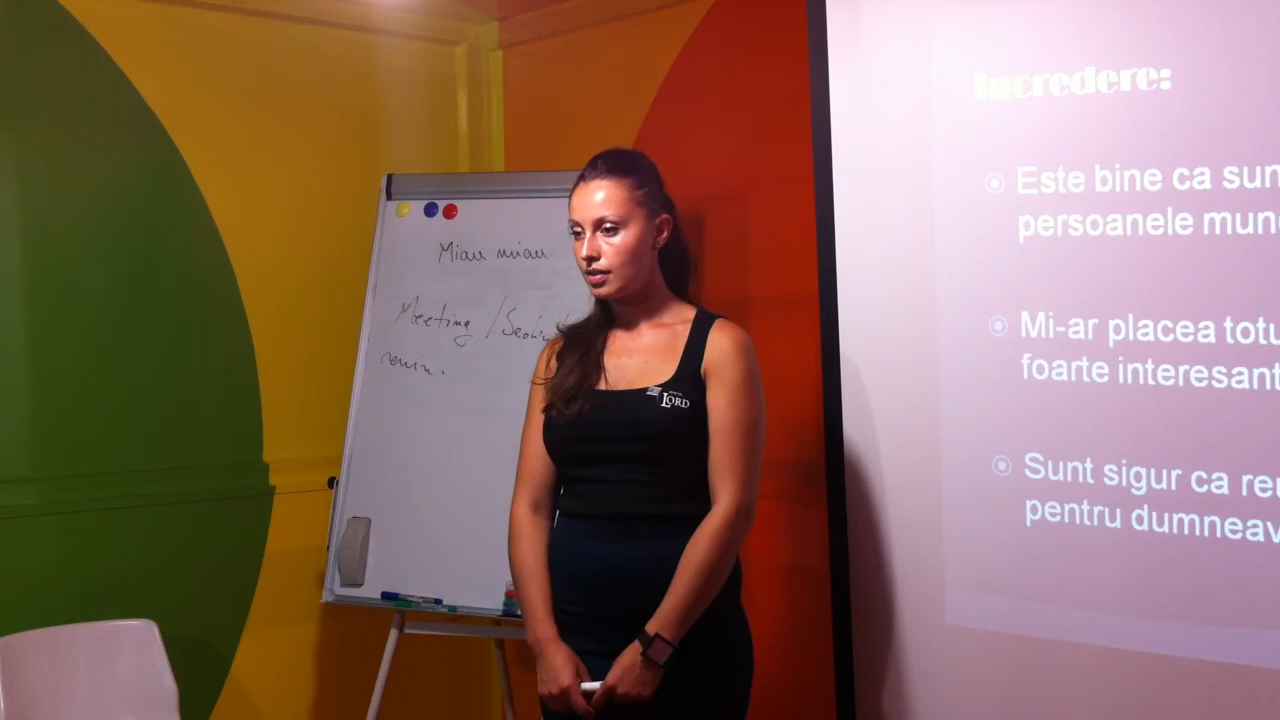 Miau miau
Meeting /
LORD
Incredere:
Este bine ca sun
persoanele mun
Mi-ar placea totu
foarte interesant
Sunt sigur ca re
pentru dumneav